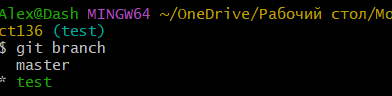 Alex@Dash MINGW64 ~/OneDrive/Рабочий стол/Mo
ct136 (test)
$ git branch
  master
* test